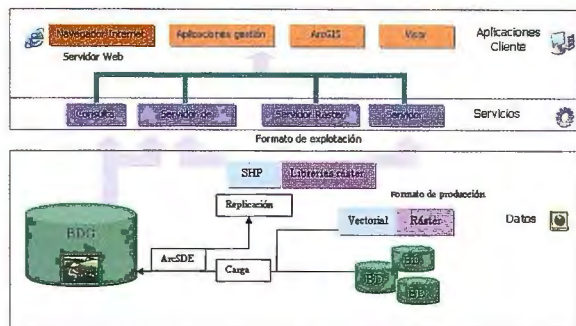 Navegador Internet
Aplicaciones gestión
ArcGIS
Visor
Aplicaciones
Cliente
Servidor Web
Consulta
Servidor de
Servidor Ráster
Servidor
Servicios
Formato de explotación
SHP
Librerías ráster
Formato de producción
Replicación
Vectorial
Ráster
Datos
BDG
ArcSDE
Carga
BD
BD
BD